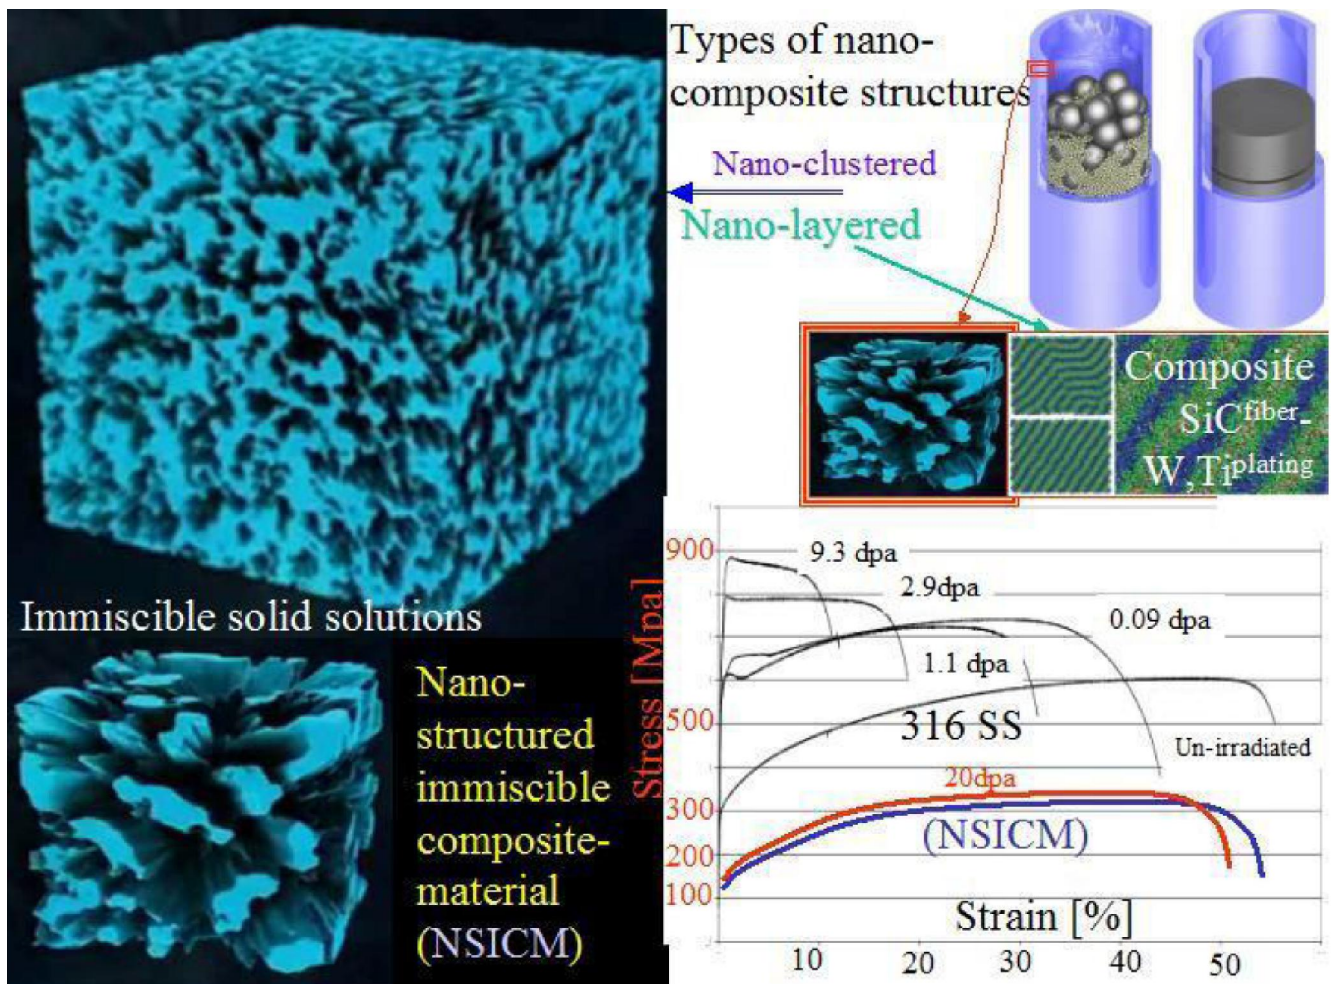 Types of nano-
composite structures
Nano-clustered
Nano-layered
Composite
SiCfiber-
W,Tiplating
Immiscible solid solutions
Nano-
structured
immiscible
composite-
material
(NSICM)
Stress [Mpa]
900
500
300
200
100
9.3 dpa
2.9dpa
0.09 dpa
1.1 dpa
316 SS
Un-irradiated
20dpa
(NSICM)
Strain [%]
10
20
30
40
50